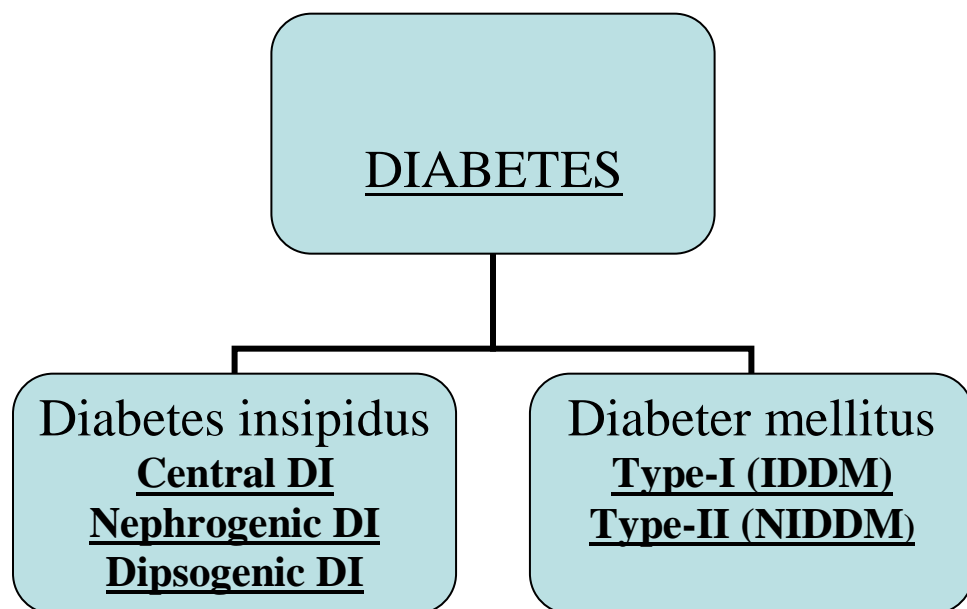 DIABETES
Diabetes insipidus
Central DI
Nephrogenic DI
Dipsogenic DI
Diabeter mellitus
Type-I (IDDM)
Type-II (NIDDM)